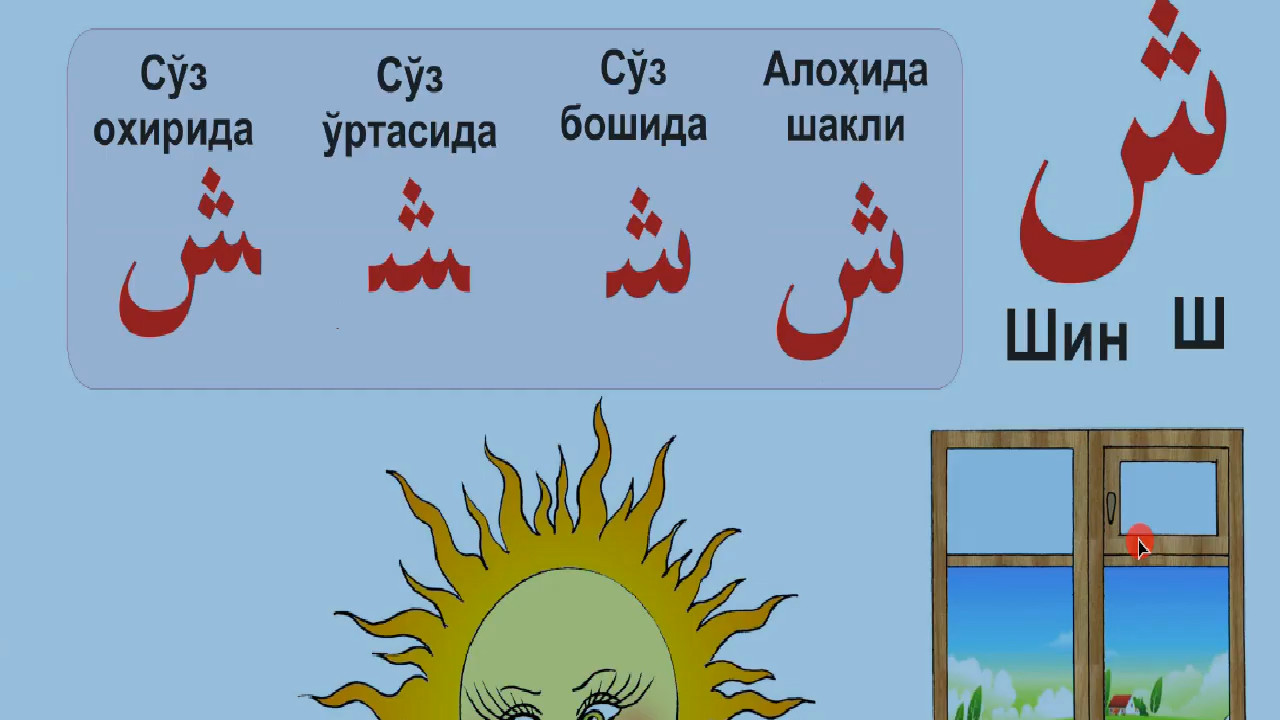 Сўз
охирида
Сўз
ўртасида
Сўз
бошида
Алоҳида
шакли
ش
ﺶ
ﺸ
ﺷ
ش
Шин
Ш